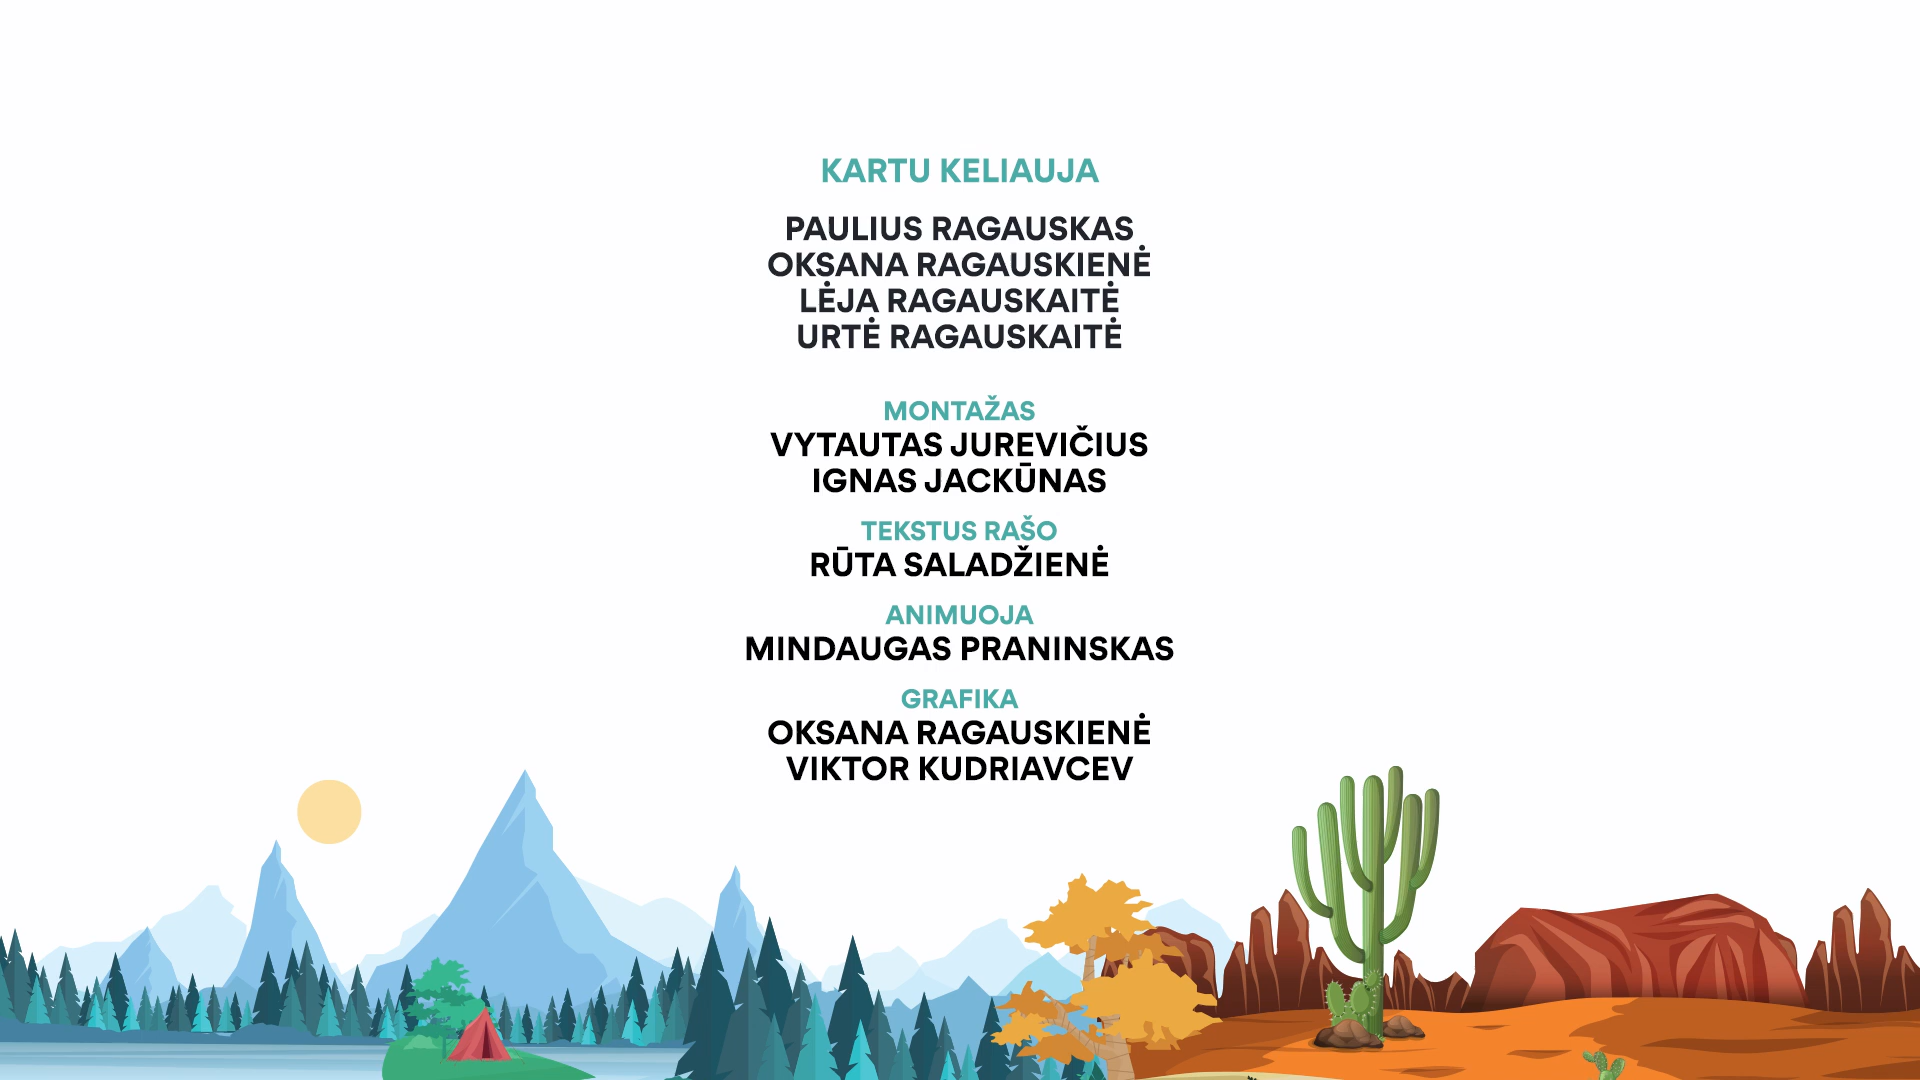 KARTU KELIAUJA
PAULIUS RAGAUSKAS
OKSANA RAGAUSKIENĖ
LĖJA RAGAUSKAITĖ
URTĖ RAGAUSKAITĖ
MONTAŽAS
VYTAUTAS JUREVIČIUS
IGNAS JACKŪNAS
TEKSTUS RAŠO
RŪTA SALADŽIENĖ
ANIMUOJA
MINDAUGAS PRANINSKAS
GRAFIKA
OKSANA RAGAUSKIENĖ
VIKTOR KUDRIAVCEV